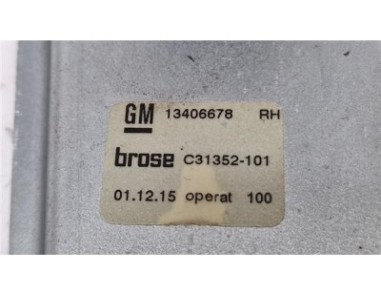 GM 13406678 RH
brose C31352-101
01.12.15 operat 100